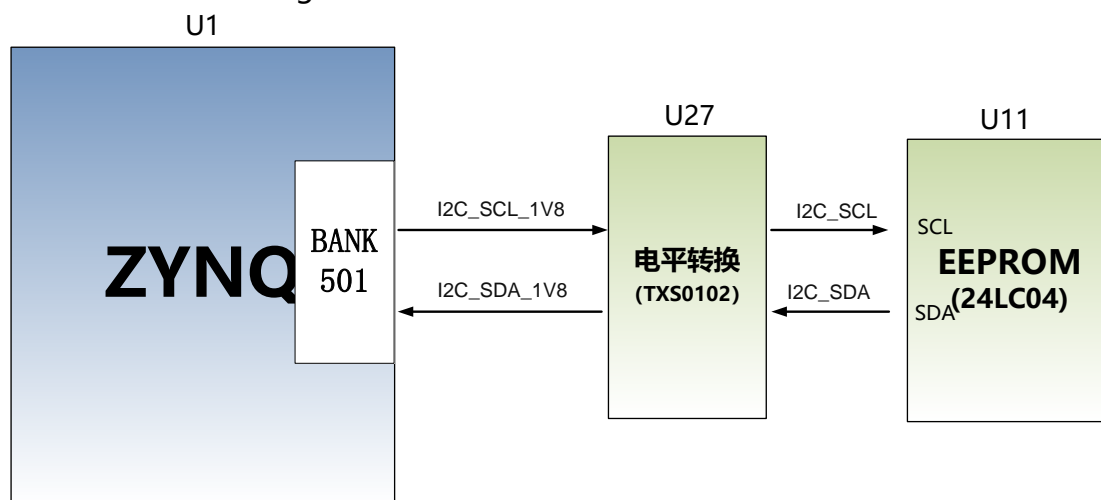 U1
U27
U11
ZYNQ
BANK
501
I2C_SCL_1V8
I2C_SDA_1V8
电平转换
(TXS0102)
I2C_SCL
I2C_SDA
SCL
EEPROM
(24LC04)
SDA